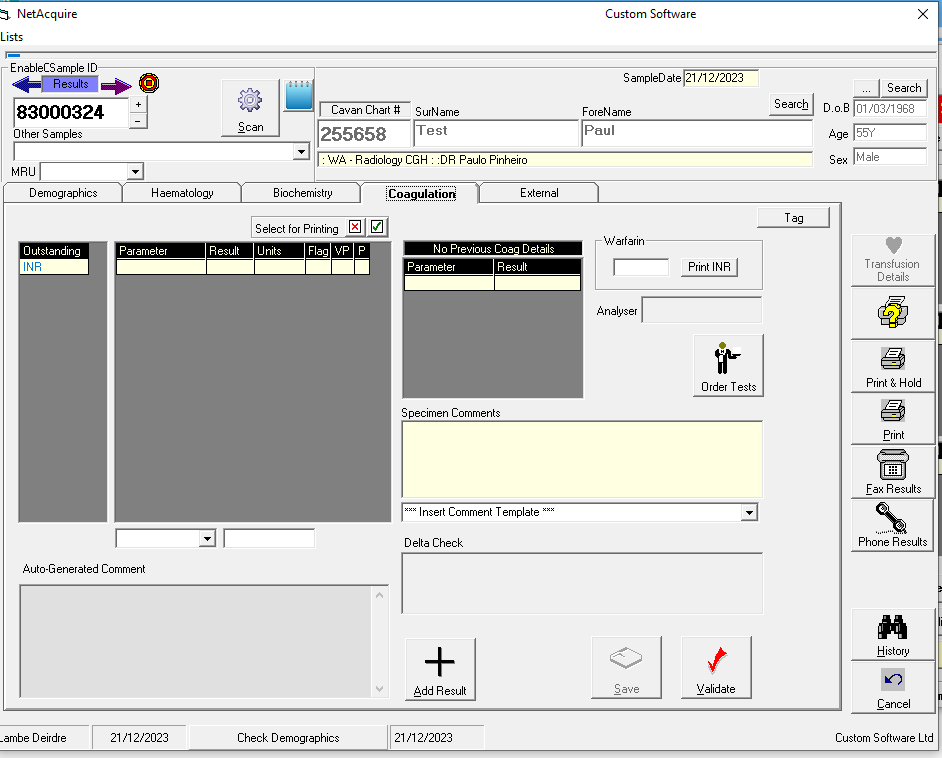 NetAcquire
Custom Software
Lists
EnableCSample ID
Results
83000324
+
-
Other Samples
MRU
Scan
SampleDate 21/12/2023
Cavan Chart #
SurName
ForeName
Search
255658
Test
Paul
: WA - Radiology CGH : :DR Paulo Pinheiro
...
Search
D.o.B 01/03/1968
Age 55Y
Sex Male
Demographics
Haematology
Biochemistry
Coagulation
External
Tag
Select for Printing
Outstanding
INR
Parameter Result Units Flag VP P
No Previous Coag Details
Parameter Result
Warfarin
Print INR
Analyser
Order Tests
Specimen Comments
*** Insert Comment Template ***
Delta Check
Auto-Generated Comment
Add Result
Save
Validate
Transfusion
Details
Print & Hold
Print
Fax Results
Phone Results
History
Cancel
Lambe Deirdre
21/12/2023
Check Demographics
21/12/2023
Custom Software Ltd